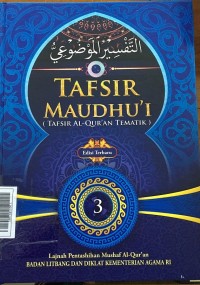 التفسير الموضوعي
TAFSIR
MAUDHU'I
( TAFSIR AL-QUR'AN TEMATIK )
Edisi Terbaru
3
Lajnah Pentashihan Mushaf Al-Qur'an
BADAN LITBANG DAN DIKLAT KEMENTERIAN AGAMA RI